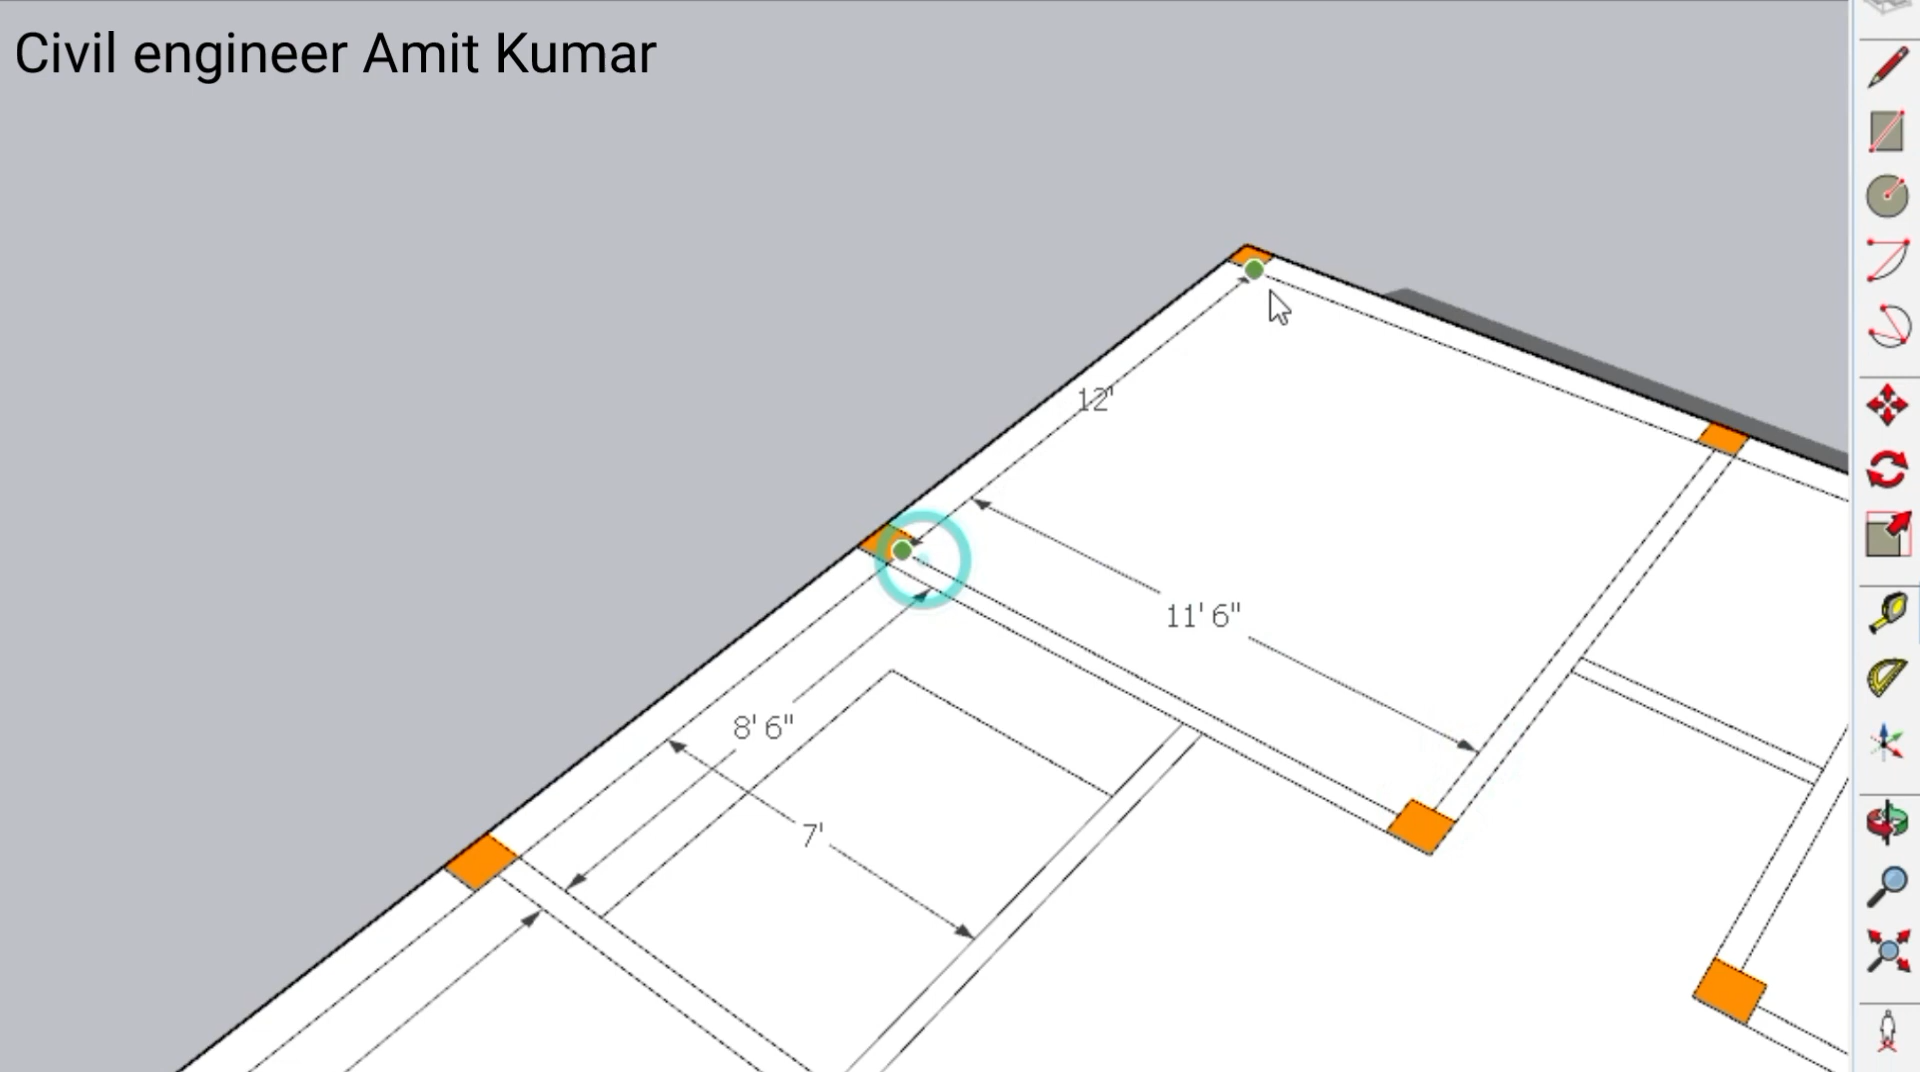 Civil engineer Amit Kumar
12'
11' 6"
8' 6"
7'